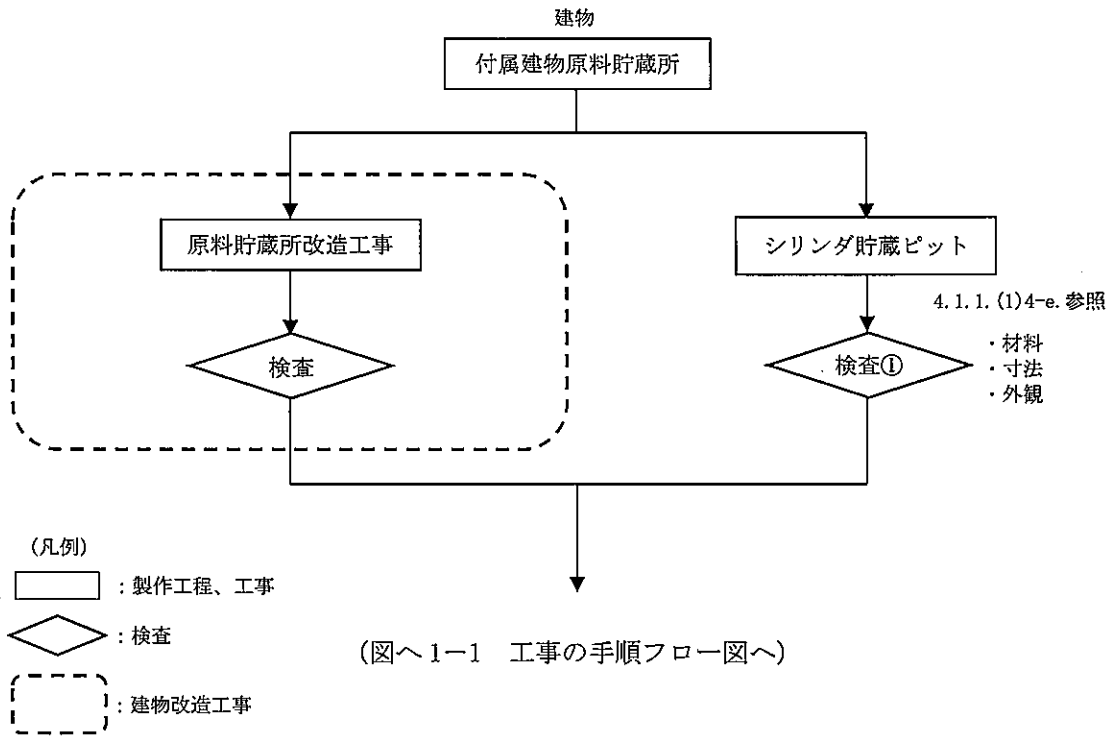 建物
付属建物原料貯蔵所
原料貯蔵所改造工事
シリンダ貯蔵ピット
4.1.1.(1)4-e.参照
検査
検査①
・材料
・寸法
・外観
(凡例)
：製作工程、工事
：検査
：建物改造工事
(図ヘ1－1　工事の手順フロー図へ)